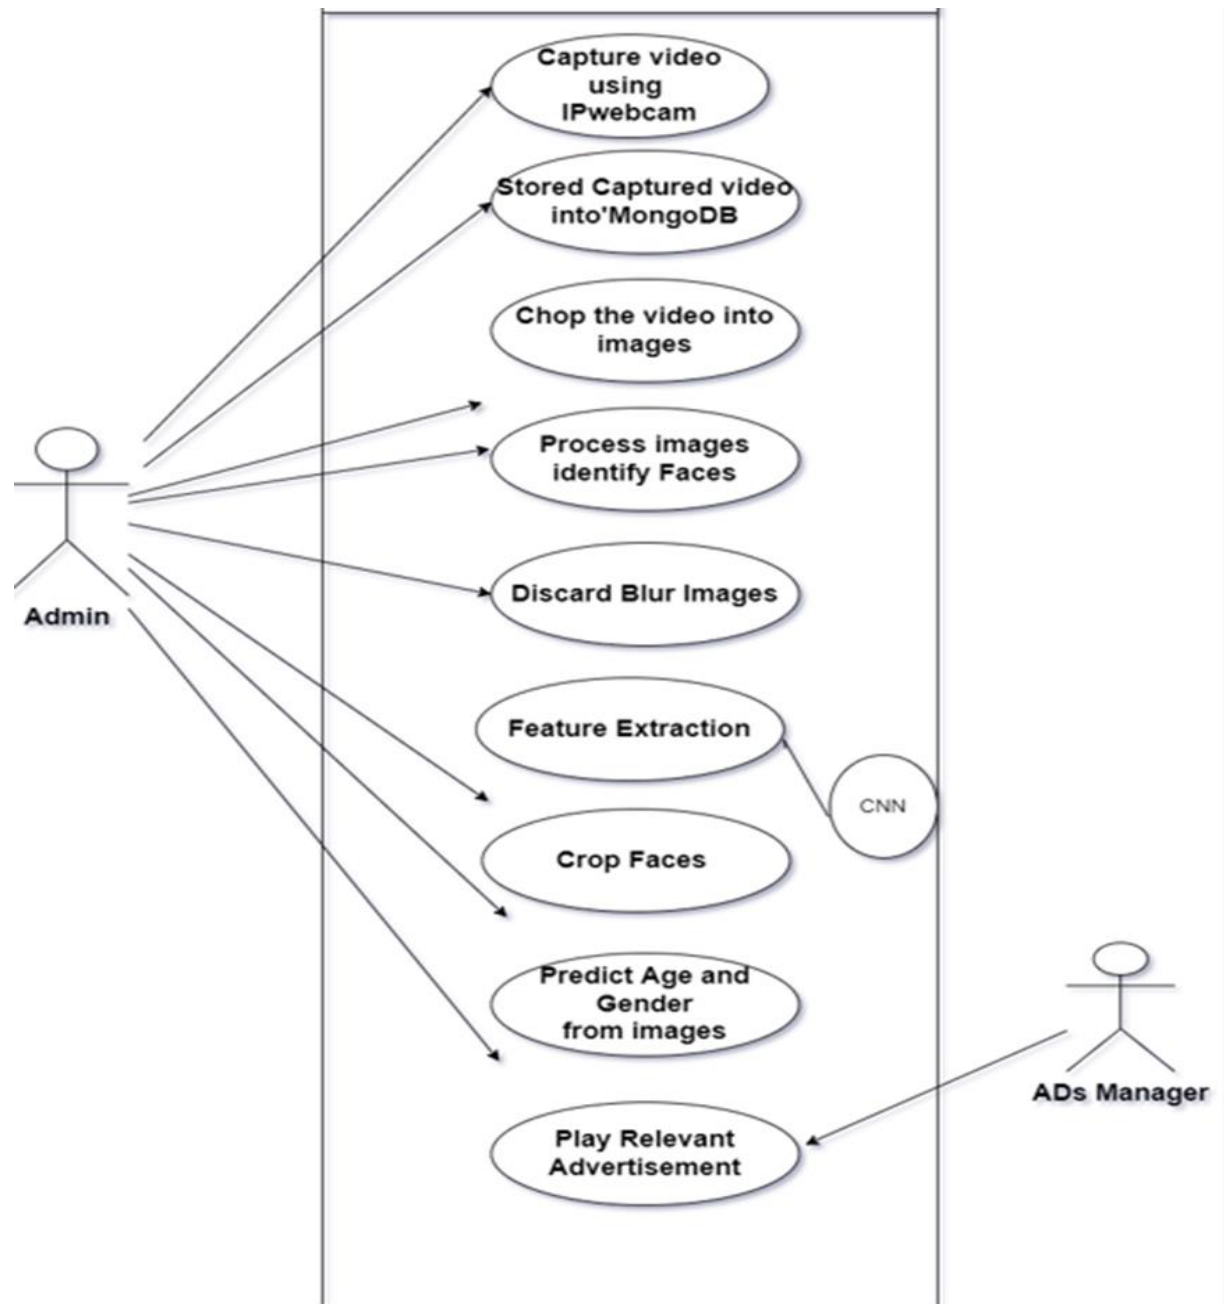 Capture video
using
IPwebcam
Stored Captured video
into'MongoDB
Chop the video into
images
Process images
identify Faces
Discard Blur Images
Admin
Feature Extraction
CNN
Crop Faces
Predict Age and
Gender
from images
ADs Manager
Play Relevant
Advertisement